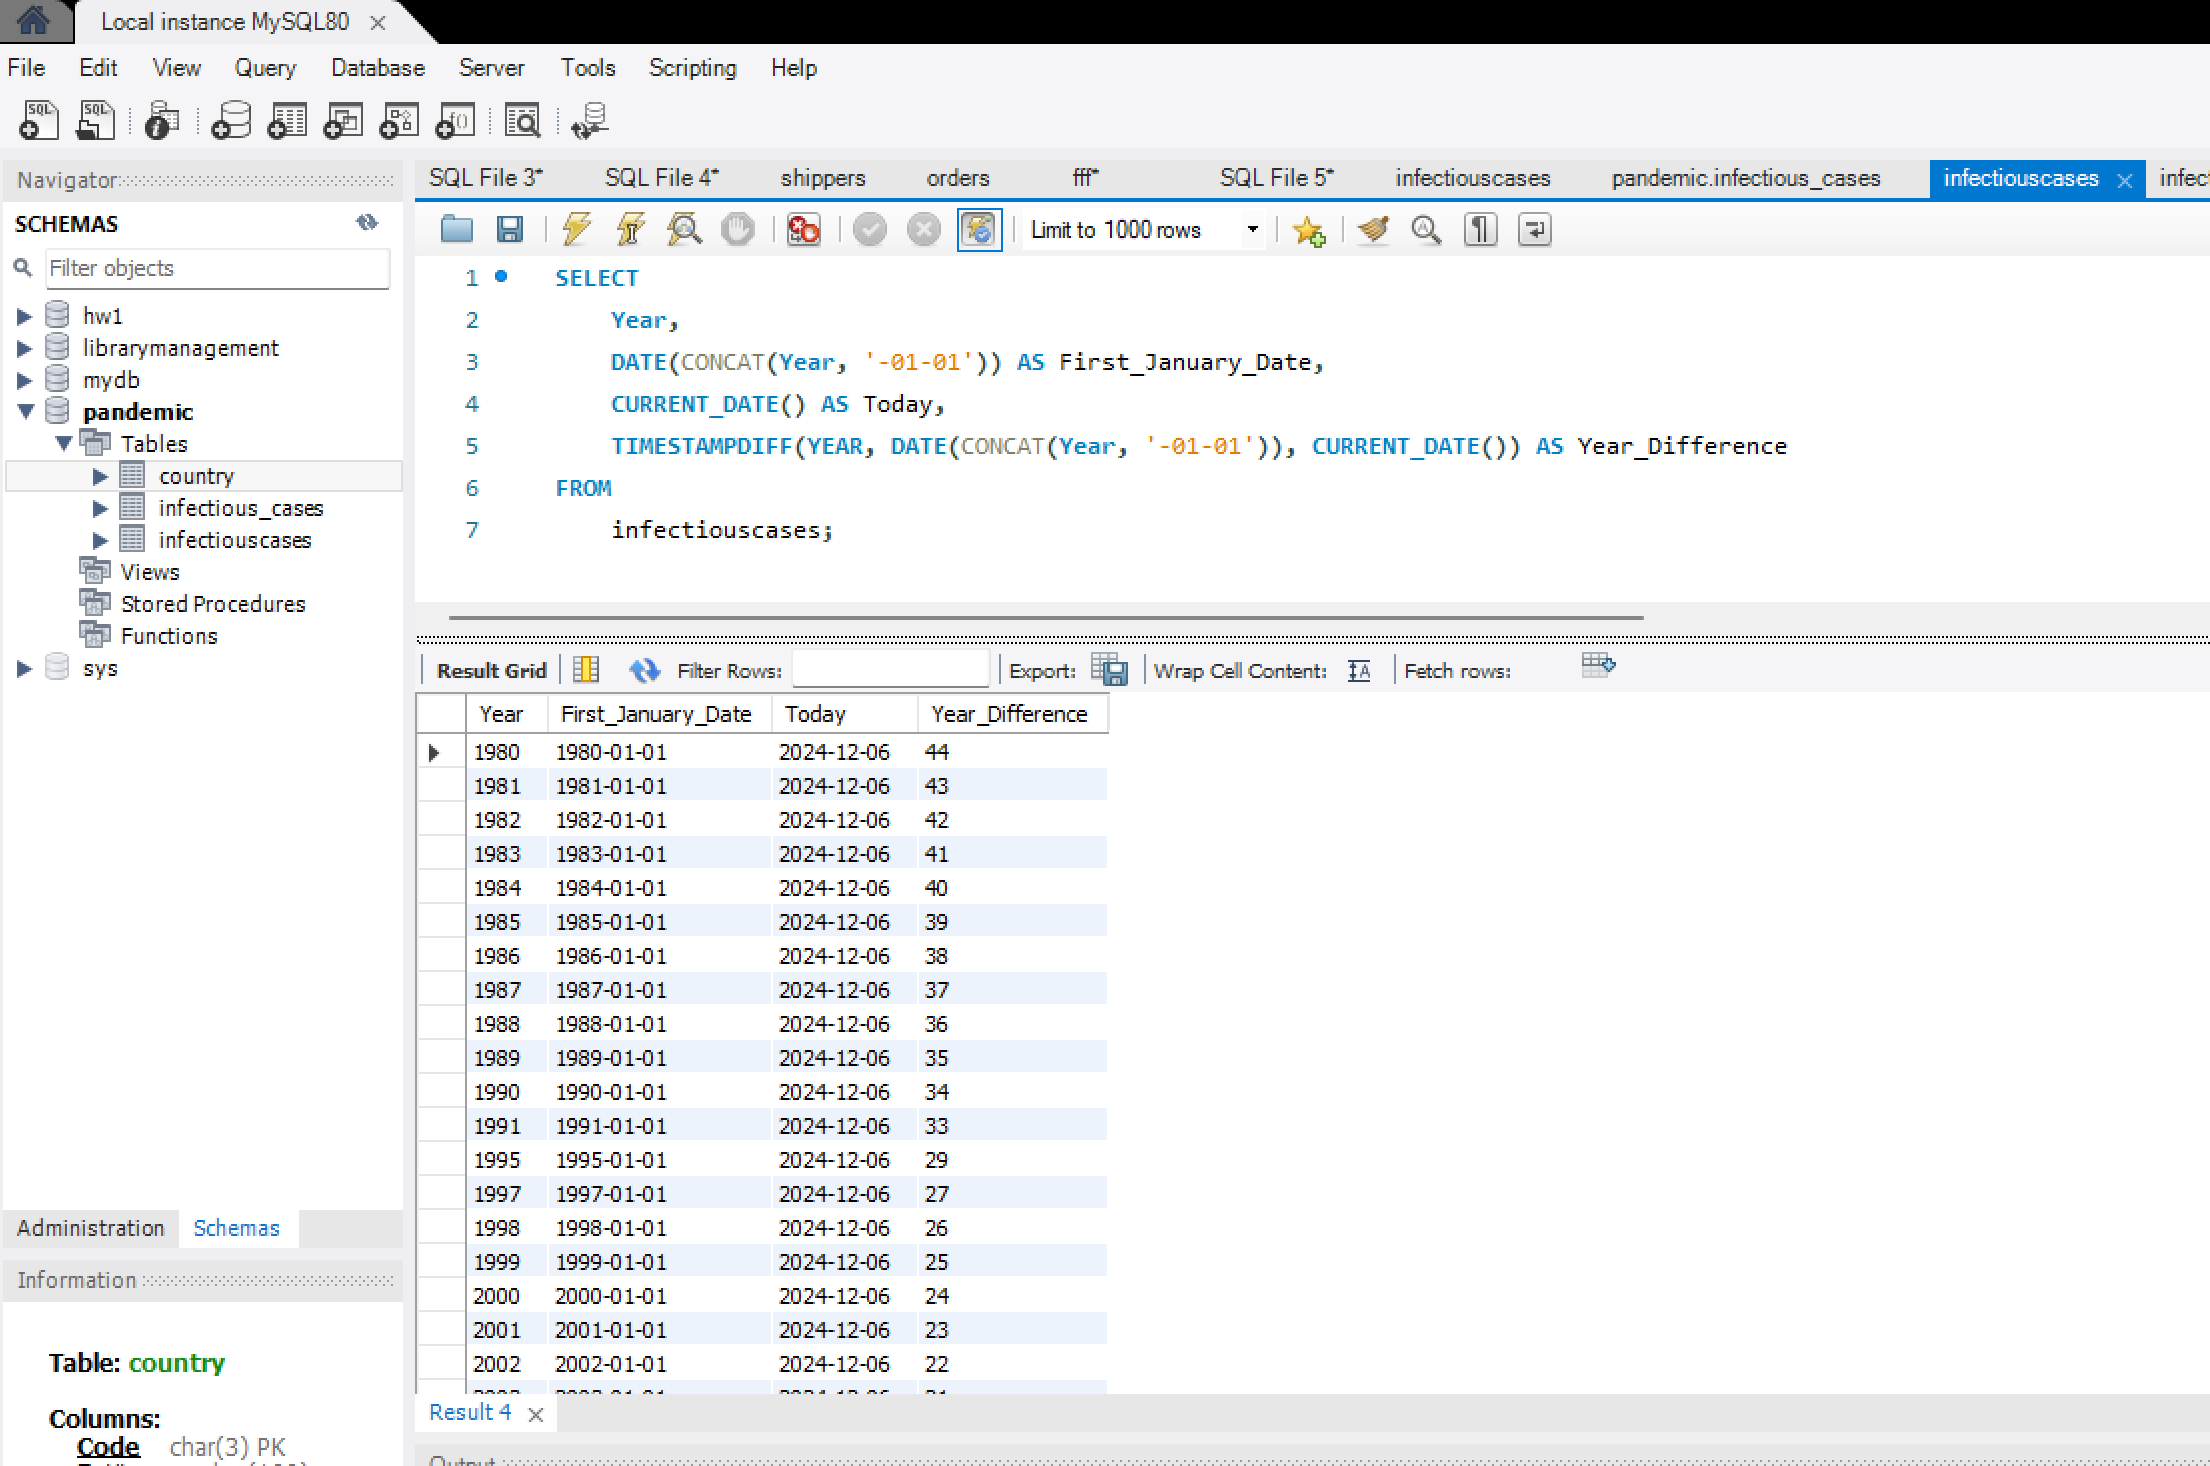 Local instance MySQL80
File Edit View Query Database Server Tools Scripting Help
Navigator
SCHEMAS
Filter objects
hw1
librarymanagement
mydb
pandemic
Tables
country
infectious_cases
infectiouscases
Views
Stored Procedures
Functions
sys
Administration Schemas
Information
Table: country
Columns:
Code char(3) PK
SQL File 3* SQL File 4* shippers orders fff* SQL File 5* infectiouscases pandemic.infectious_cases infectiouscases
Limit to 1000 rows
1 SELECT
2 Year,
3 DATE(CONCAT(Year, '-01-01')) AS First_January_Date,
4 CURRENT_DATE() AS Today,
5 TIMESTAMPDIFF(YEAR, DATE(CONCAT(Year, '-01-01')), CURRENT_DATE()) AS Year_Difference
6 FROM
7 infectiouscases;
Result Grid Filter Rows: Export: Wrap Cell Content: Fetch rows:
Year First_January_Date Today Year_Difference
1980 1980-01-01 2024-12-06 44
1981 1981-01-01 2024-12-06 43
1982 1982-01-01 2024-12-06 42
1983 1983-01-01 2024-12-06 41
1984 1984-01-01 2024-12-06 40
1985 1985-01-01 2024-12-06 39
1986 1986-01-01 2024-12-06 38
1987 1987-01-01 2024-12-06 37
1988 1988-01-01 2024-12-06 36
1989 1989-01-01 2024-12-06 35
1990 1990-01-01 2024-12-06 34
1991 1991-01-01 2024-12-06 33
1995 1995-01-01 2024-12-06 29
1997 1997-01-01 2024-12-06 27
1998 1998-01-01 2024-12-06 26
1999 1999-01-01 2024-12-06 25
2000 2000-01-01 2024-12-06 24
2001 2001-01-01 2024-12-06 23
2002 2002-01-01 2024-12-06 22
Result 4
Output